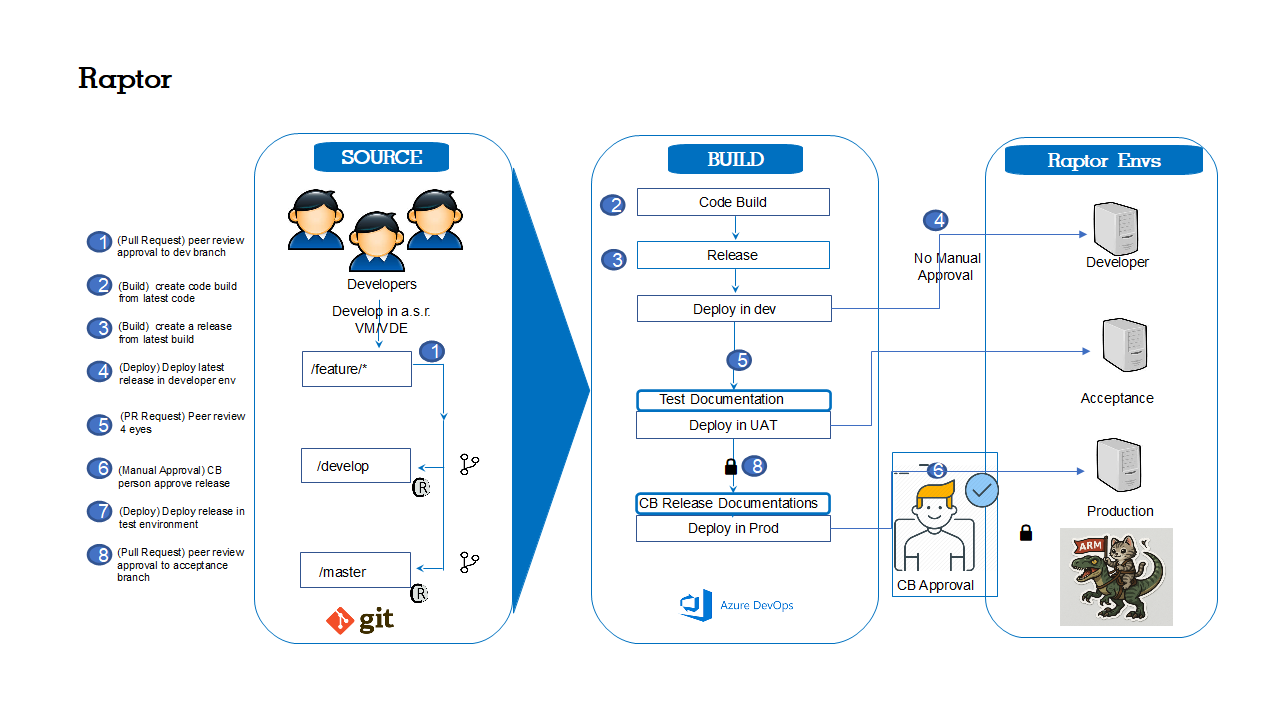 Raptor
SOURCE
BUILD
Raptor Envs
1
(Pull Request) peer review
approval to dev branch
2
(Build) create code build
from latest code
3
(Build) create a release
from latest build
4
(Deploy) Deploy latest
release in developer env
5
(PR Request) Peer review
4 eyes
6
(Manual Approval) CB
person approve release
7
(Deploy) Deploy release in
test environment
8
(Pull Request) peer review
approval to acceptance
branch
Developers
Develop in a.s.r.
VM/VDE
1
/feature/*
/develop
R
/master
R
git
2
Code Build
3
Release
Deploy in dev
5
Test Documentation
Deploy in UAT
8
CB Release Documentations
Deploy in Prod
Azure DevOps
4
No Manual
Approval
6
CB Approval
Developer
Acceptance
Production
ARM